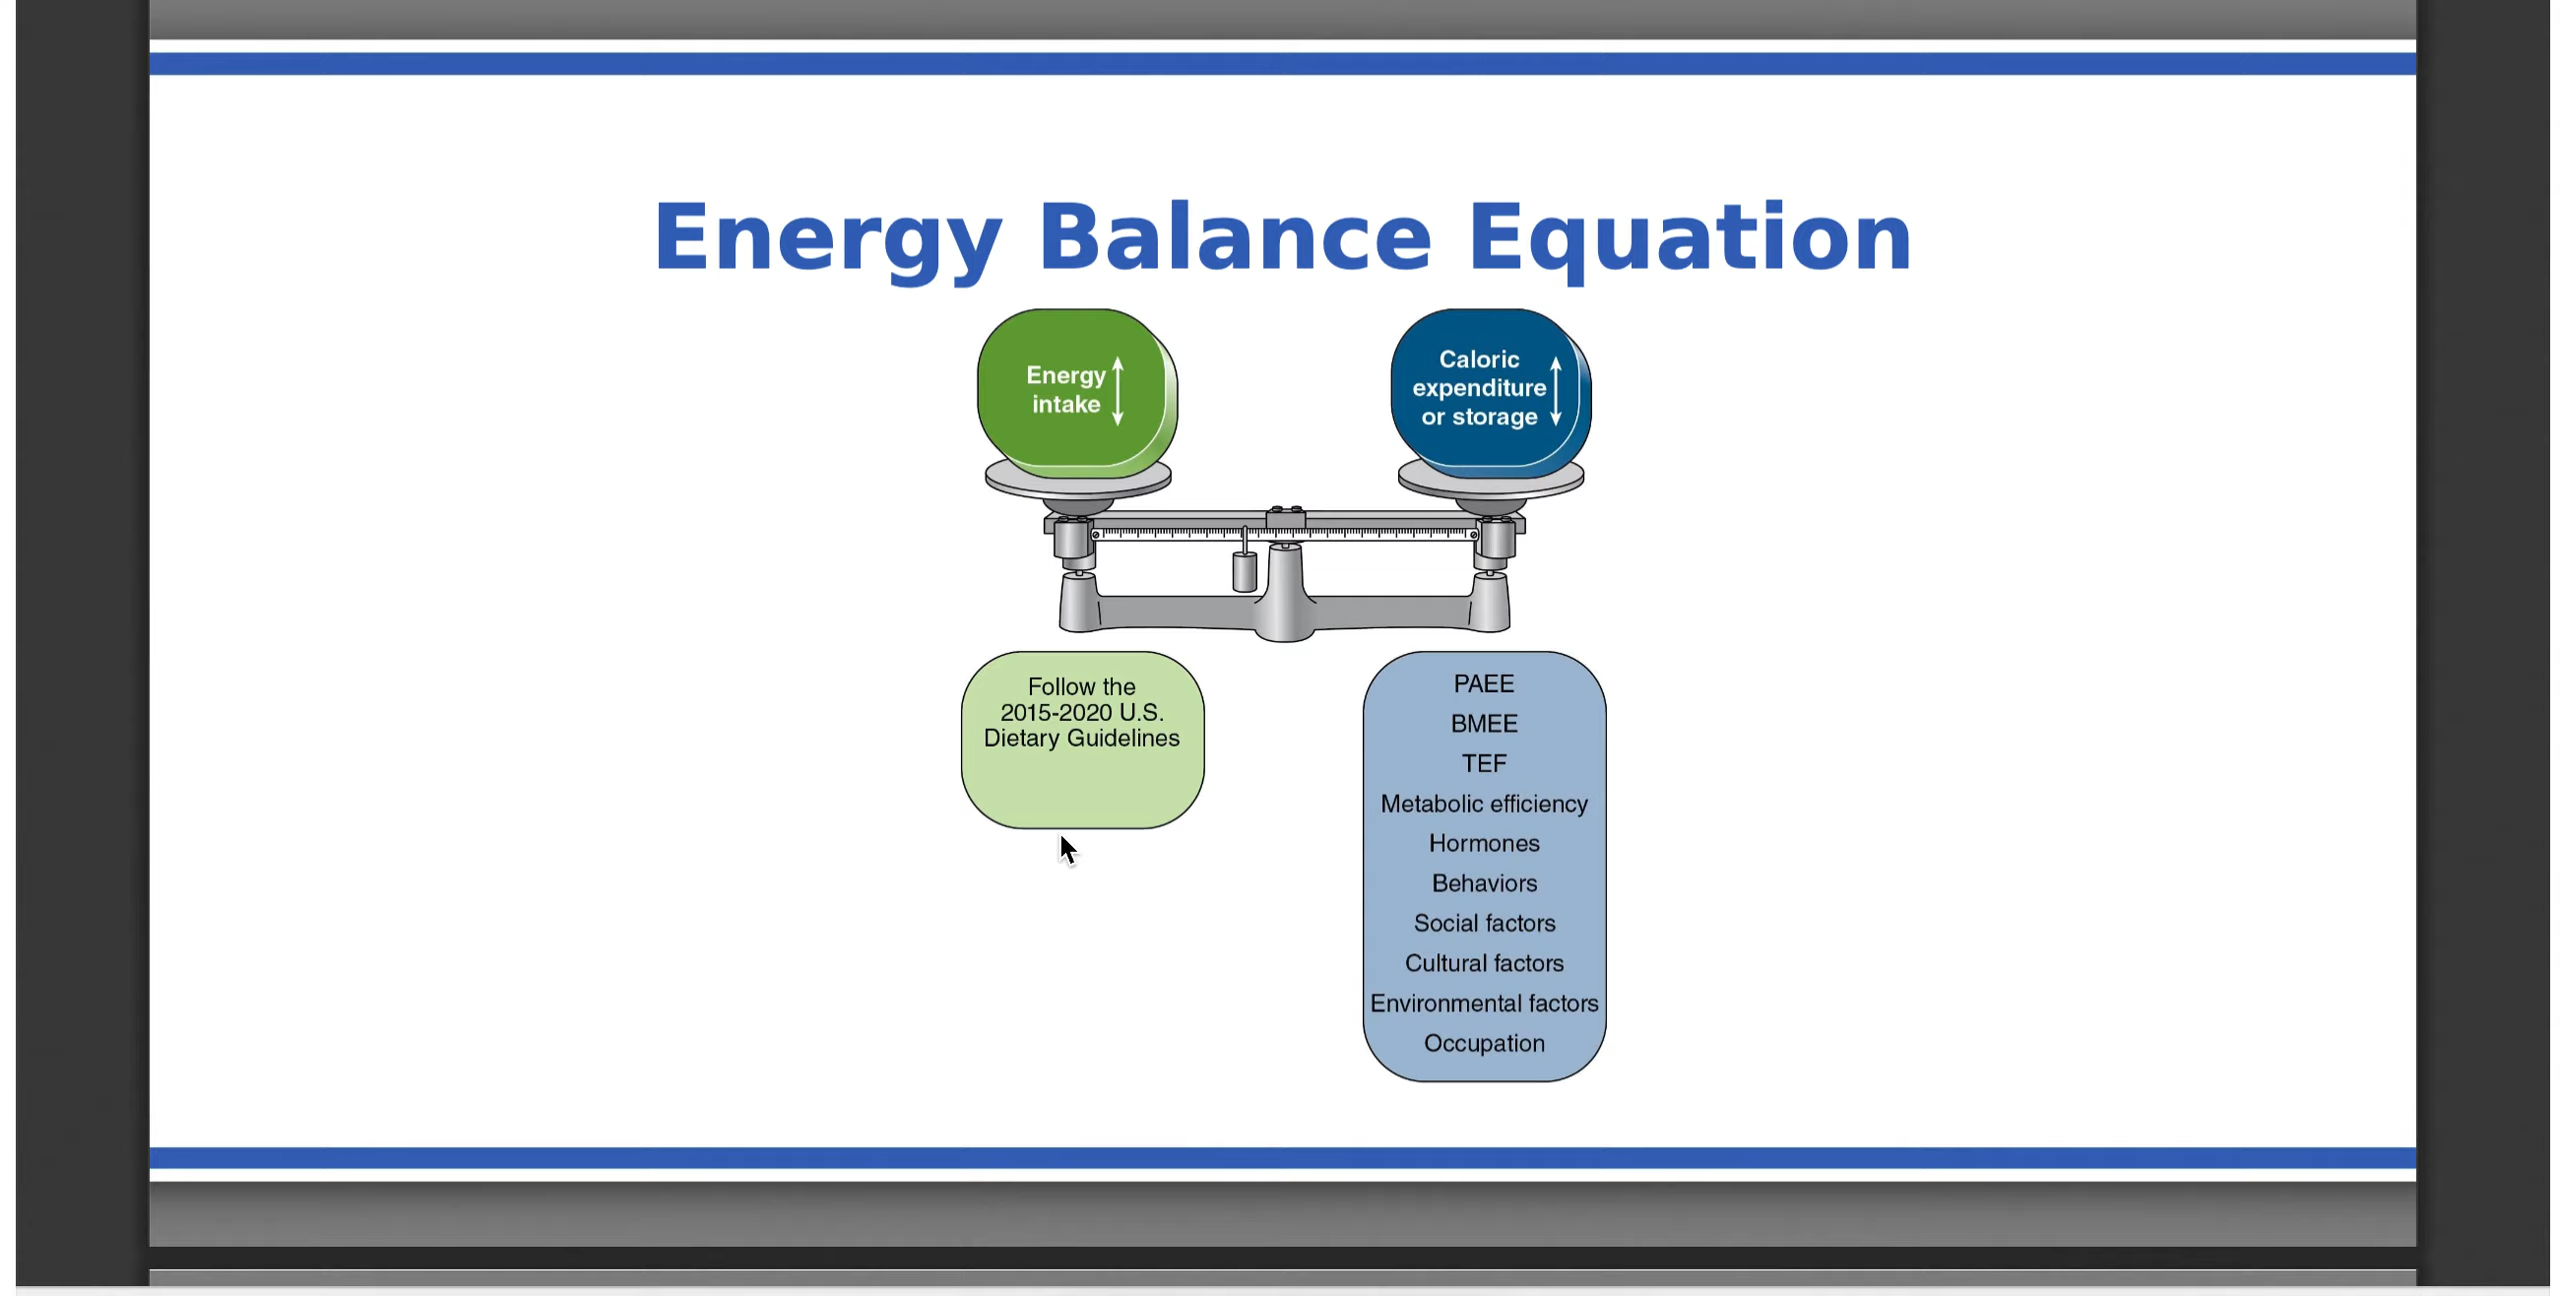 Energy Balance Equation
Energy
intake
Caloric
expenditure
or storage
Follow the
2015-2020 U.S.
Dietary Guidelines
PAEE
BMEE
TEF
Metabolic efficiency
Hormones
Behaviors
Social factors
Cultural factors
Environmental factors
Occupation